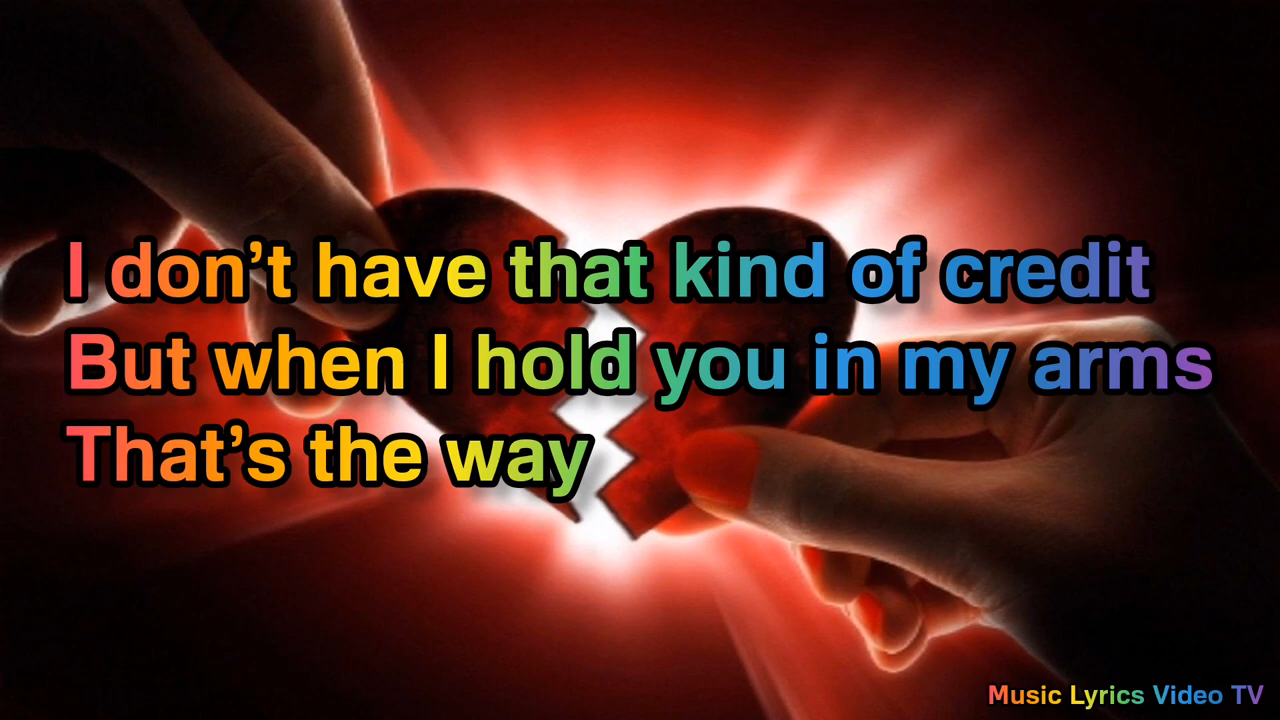 I don’t have that kind of credit
But when I hold you in my arms
That’s the way
Music Lyrics Video TV